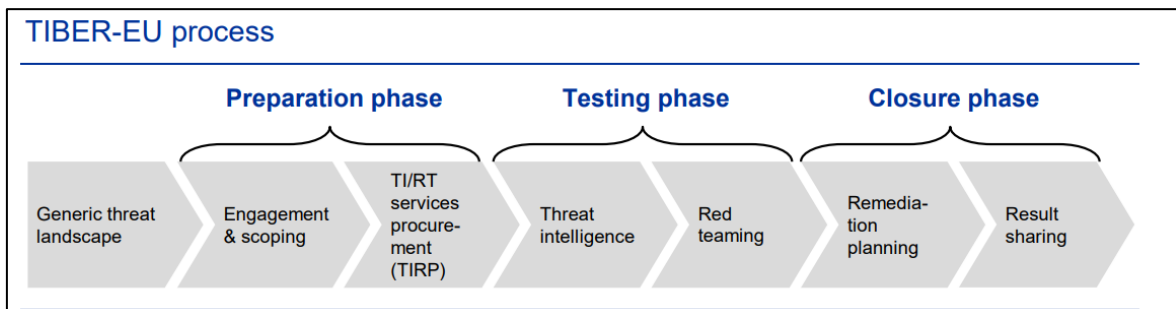 TIBER-EU process
Preparation phase
Testing phase
Closure phase
Generic threat
landscape
Engagement
& scoping
TI/RT
services
procure-
ment
(TIRP)
Threat
intelligence
Red
teaming
Remedia-
tion
planning
Result
sharing